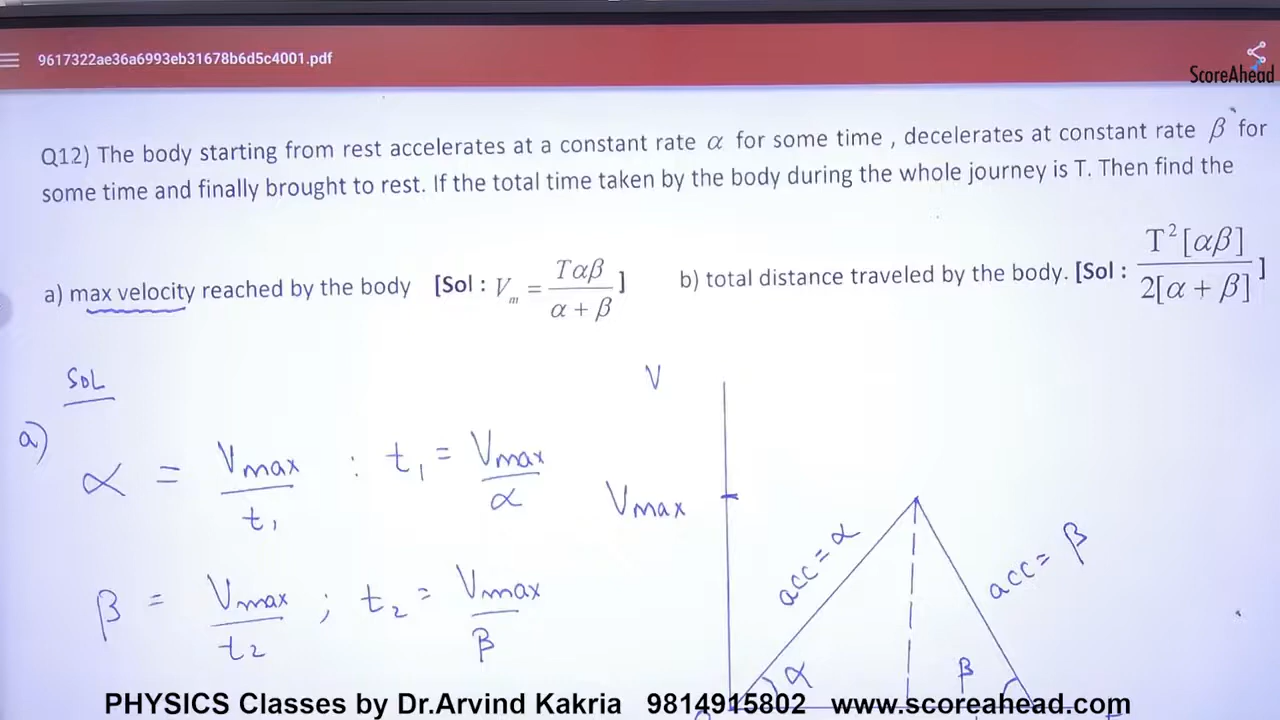 9617322ae36a6993eb31678b6d5c4001.pdf
ScoreAhead
Q12) The body starting from rest accelerates at a constant rate α for some time , decelerates at constant rate β for
some time and finally brought to rest. If the total time taken by the body during the whole journey is T. Then find the
a) max velocity reached by the body [Sol : V_m = Tαβ / (α + β) ] b) total distance traveled by the body. [Sol : T²[αβ] / 2[α + β] ]
SOL
V
a)
α = Vmax / t₁ : t₁ = Vmax / α
Vmax
acc = α
acc = β
β = Vmax / t₂ ; t₂ = Vmax / β
α
β
PHYSICS Classes by Dr.Arvind Kakria 9814915802 www.scoreahead.com